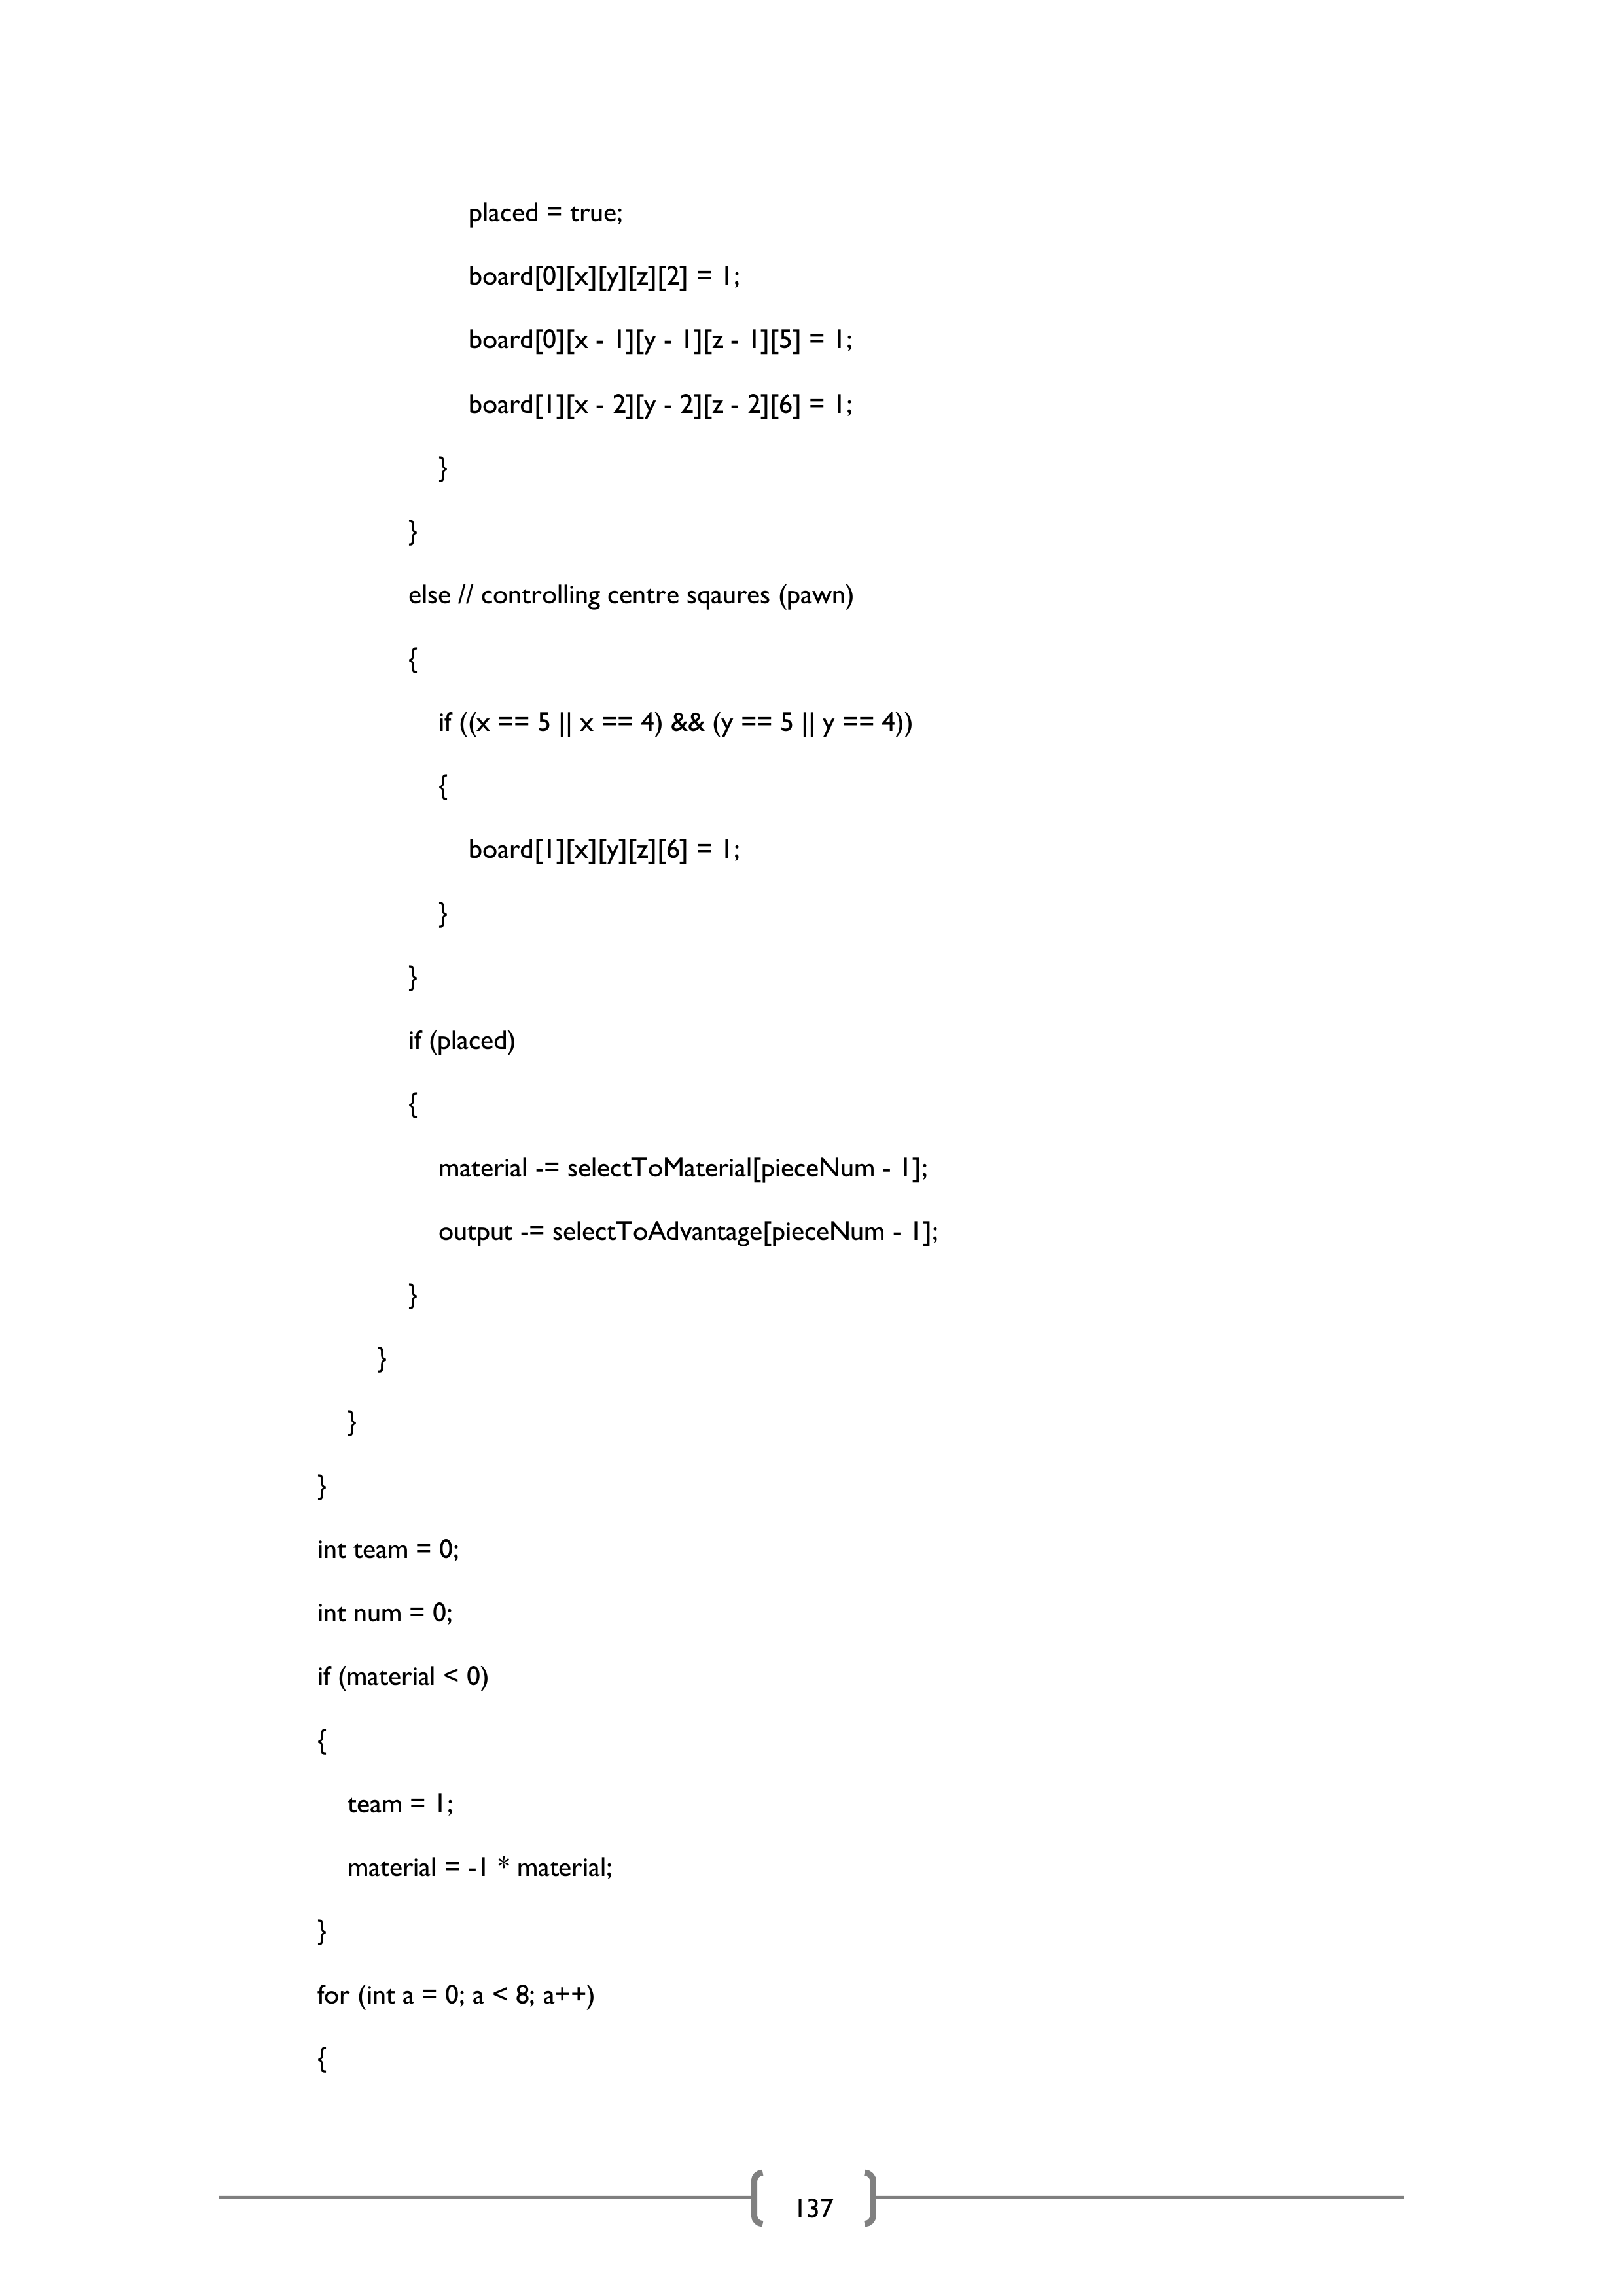 placed = true;
board[0][x][y][z][2] = 1;
board[0][x - 1][y - 1][z - 1][5] = 1;
board[1][x - 2][y - 2][z - 2][6] = 1;
}
}
else // controlling centre sqaures (pawn)
{
if ((x == 5 || x == 4) && (y == 5 || y == 4))
{
board[1][x][y][z][6] = 1;
}
}
if (placed)
{
material -= selectToMaterial[pieceNum - 1];
output -= selectToAdvantage[pieceNum - 1];
}
}
}
}
int team = 0;
int num = 0;
if (material < 0)
{
team = 1;
material = -1 * material;
}
for (int a = 0; a < 8; a++)
{
137